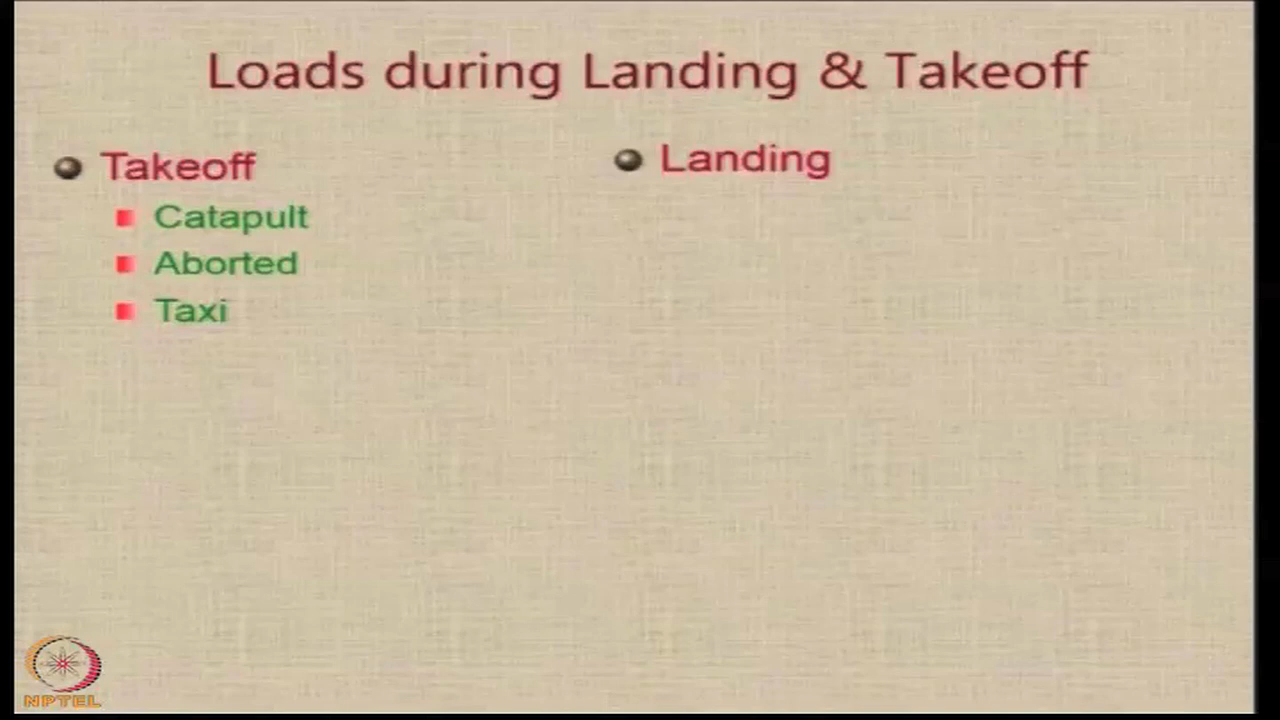 Loads during Landing & Takeoff
Takeoff
Catapult
Aborted
Taxi
Landing
NPTEL